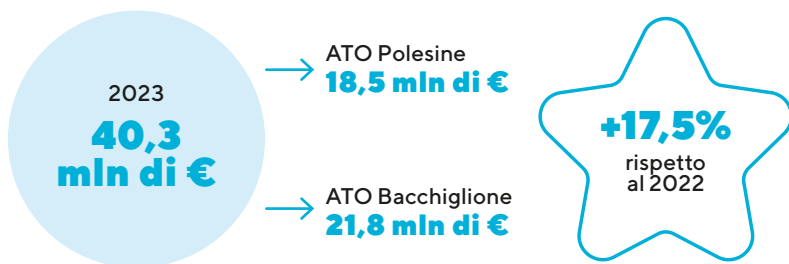 2023
40,3
mln di €
ATO Polesine
18,5 mln di €
ATO Bacchiglione
21,8 mln di €
+17,5%
rispetto
al 2022